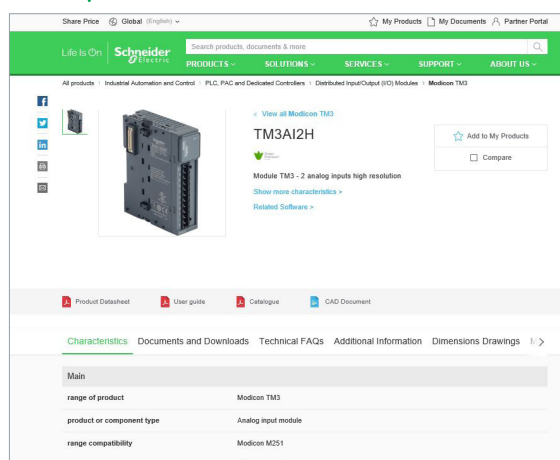 Share Price Global (English) My Products My Documents Partner Portal
Life Is On Schneider Electric
Search products, documents & more
PRODUCTS SOLUTIONS SERVICES SUPPORT ABOUT US
All products Industrial Automation and Control PLC, PAC and Dedicated Controllers Distributed Input/Output (I/O) Modules Modicon TM3
< View all Modicon TM3
TM3AI2H
Add to My Products
Compare
Module TM3 - 2 analog inputs high resolution
Show more characteristics >
Related Software >
Product Datasheet User guide Catalogue CAD Document
Characteristics Documents and Downloads Technical FAQs Additional Information Dimensions Drawings
Main
range of product Modicon TM3
product or component type Analog input module
range compatibility Modicon M251